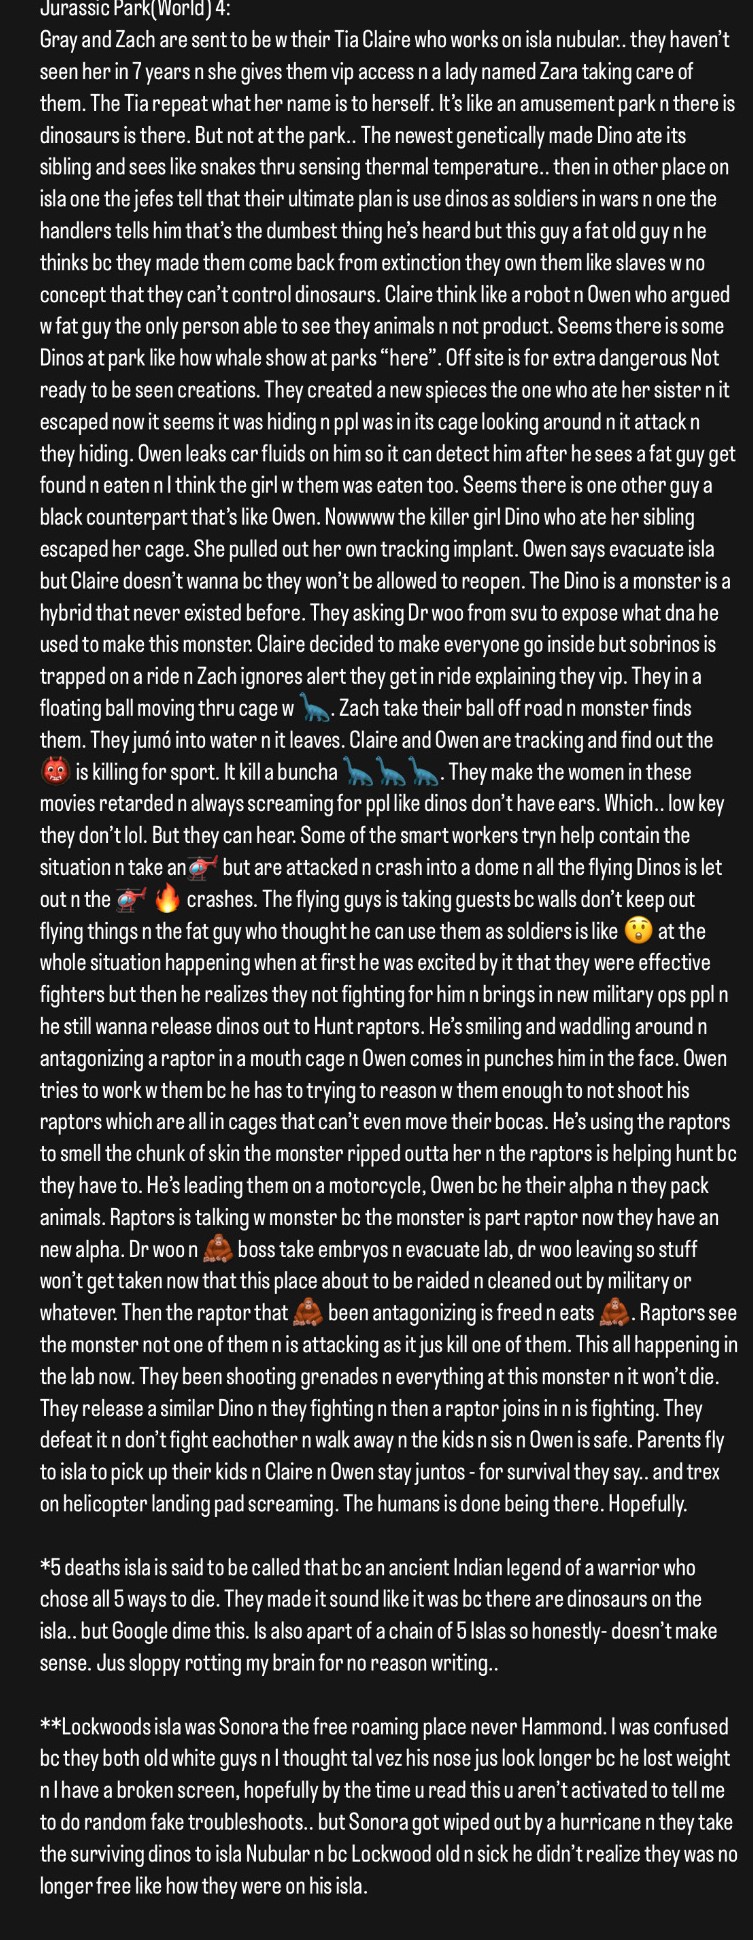 Jurassic Park(World) 4:
Gray and Zach are sent to be w their Tia Claire who works on isla nubular.. they haven't
seen her in 7 years n she gives them vip access n a lady named Zara taking care of
them. The Tia repeat what her name is to herself. It's like an amusement park n there is
dinosaurs is there. But not at the park.. The newest genetically made Dino ate its
sibling and sees like snakes thru sensing thermal temperature.. then in other place on
isla one the jefes tell that their ultimate plan is use dinos as soldiers in wars n one the
handlers tells him that's the dumbest thing he's heard but this guy a fat old guy n he
thinks bc they made them come back from extinction they own them like slaves w no
concept that they can't control dinosaurs. Claire think like a robot n Owen who argued
w fat guy the only person able to see they animals n not product. Seems there is some
Dinos at park like how whale show at parks “here”. Off site is for extra dangerous Not
ready to be seen creations. They created a new spieces the one who ate her sister n it
escaped now it seems it was hiding n ppl was in its cage looking around n it attack n
they hiding. Owen leaks car fluids on him so it can detect him after he sees a fat guy get
found n eaten n I think the girl w them was eaten too. Seems there is one other guy a
black counterpart that's like Owen. Nowwww the killer girl Dino who ate her sibling
escaped her cage. She pulled out her own tracking implant. Owen says evacuate isla
but Claire doesn't wanna bc they won't be allowed to reopen. The Dino is a monster is a
hybrid that never existed before. They asking Dr woo from svu to expose what dna he
used to make this monster. Claire decided to make everyone go inside but sobrinos is
trapped on a ride n Zach ignores alert they get in ride explaining they vip. They in a
floating ball moving thru cage w 🦕. Zach take their ball off road n monster finds
them. They jumó into water n it leaves. Claire and Owen are tracking and find out the
👹 is killing for sport. It kill a buncha 🦕🦕🦕. They make the women in these
movies retarded n always screaming for ppl like dinos don't have ears. Which.. low key
they don't lol. But they can hear. Some of the smart workers tryn help contain the
situation n take an🚁 but are attacked n crash into a dome n all the flying Dinos is let
out n the 🚁 🔥 crashes. The flying guys is taking guests bc walls don't keep out
flying things n the fat guy who thought he can use them as soldiers is like 😲 at the
whole situation happening when at first he was excited by it that they were effective
fighters but then he realizes they not fighting for him n brings in new military ops ppl n
he still wanna release dinos out to Hunt raptors. He's smiling and waddling around n
antagonizing a raptor in a mouth cage n Owen comes in punches him in the face. Owen
tries to work w them bc he has to trying to reason w them enough to not shoot his
raptors which are all in cages that can't even move their bocas. He's using the raptors
to smell the chunk of skin the monster ripped outta her n the raptors is helping hunt bc
they have to. He's leading them on a motorcycle, Owen bc he their alpha n they pack
animals. Raptors is talking w monster bc the monster is part raptor now they have an
new alpha. Dr woo n 🦧 boss take embryos n evacuate lab, dr woo leaving so stuff
won't get taken now that this place about to be raided n cleaned out by military or
whatever. Then the raptor that 🦧 been antagonizing is freed n eats 🦧. Raptors see
the monster not one of them n is attacking as it jus kill one of them. This all happening in
the lab now. They been shooting grenades n everything at this monster n it won't die.
They release a similar Dino n they fighting n then a raptor joins in n is fighting. They
defeat it n don't fight eachother n walk away n the kids n sis n Owen is safe. Parents fly
to isla to pick up their kids n Claire n Owen stay juntos - for survival they say.. and trex
on helicopter landing pad screaming. The humans is done being there. Hopefully.

*5 deaths isla is said to be called that bc an ancient Indian legend of a warrior who
chose all 5 ways to die. They made it sound like it was bc there are dinosaurs on the
isla.. but Google dime this. Is also apart of a chain of 5 Islas so honestly- doesn't make
sense. Jus sloppy rotting my brain for no reason writing..

**Lockwoods isla was Sonora the free roaming place never Hammond. I was confused
bc they both old white guys n I thought tal vez his nose jus look longer bc he lost weight
n I have a broken screen, hopefully by the time u read this u aren't activated to tell me
to do random fake troubleshoots.. but Sonora got wiped out by a hurricane n they take
the surviving dinos to isla Nubular n bc Lockwood old n sick he didn't realize they was no
longer free like how they were on his isla.